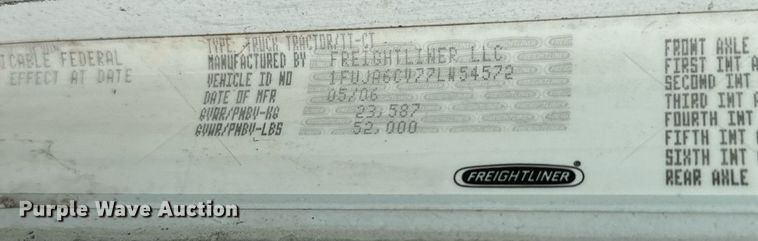 TYPE TRUCK TRACTOR/TT-CT
ICABLE FEDERAL
EFFECT AT DATE
MANUFACTURED BY FREIGHTLINER LLC
VEHICLE ID NO 1FUJA6CV77LW54572
DATE OF MFR 05/06
GVWR/PNBV-KG 23,587
GVWR/PNBV-LBS 52,000
FRONT AXLE
FIRST INT A
SECOND INT
THIRD INT A
FOURTH INT
FIFTH INT
SIXTH INT
REAR AXLE
FREIGHTLINER®
Purple Wave Auction